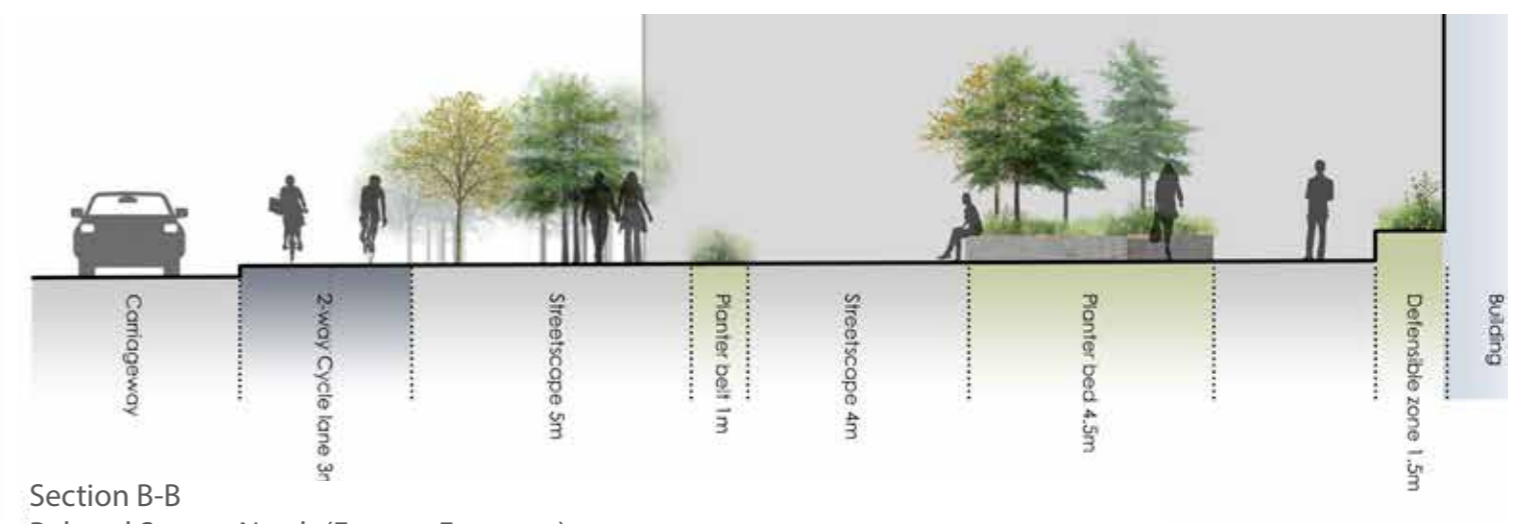 Carriageway
2-way Cycle lane
Streetscape 5m
Planter belt 1m
Streetscape 4m
Planter bed 4.5m
Defensible zone 1.5m
Building
Section B-B